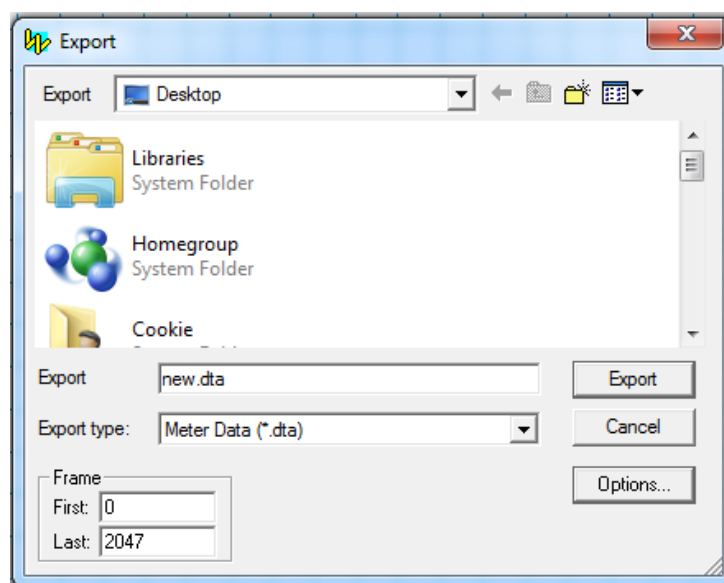 Export
Export Desktop
Libraries
System Folder
Homegroup
System Folder
Cookie
Export new.dta Export
Export type: Meter Data (*.dta) Cancel
Frame Options...
First: 0
Last: 2047